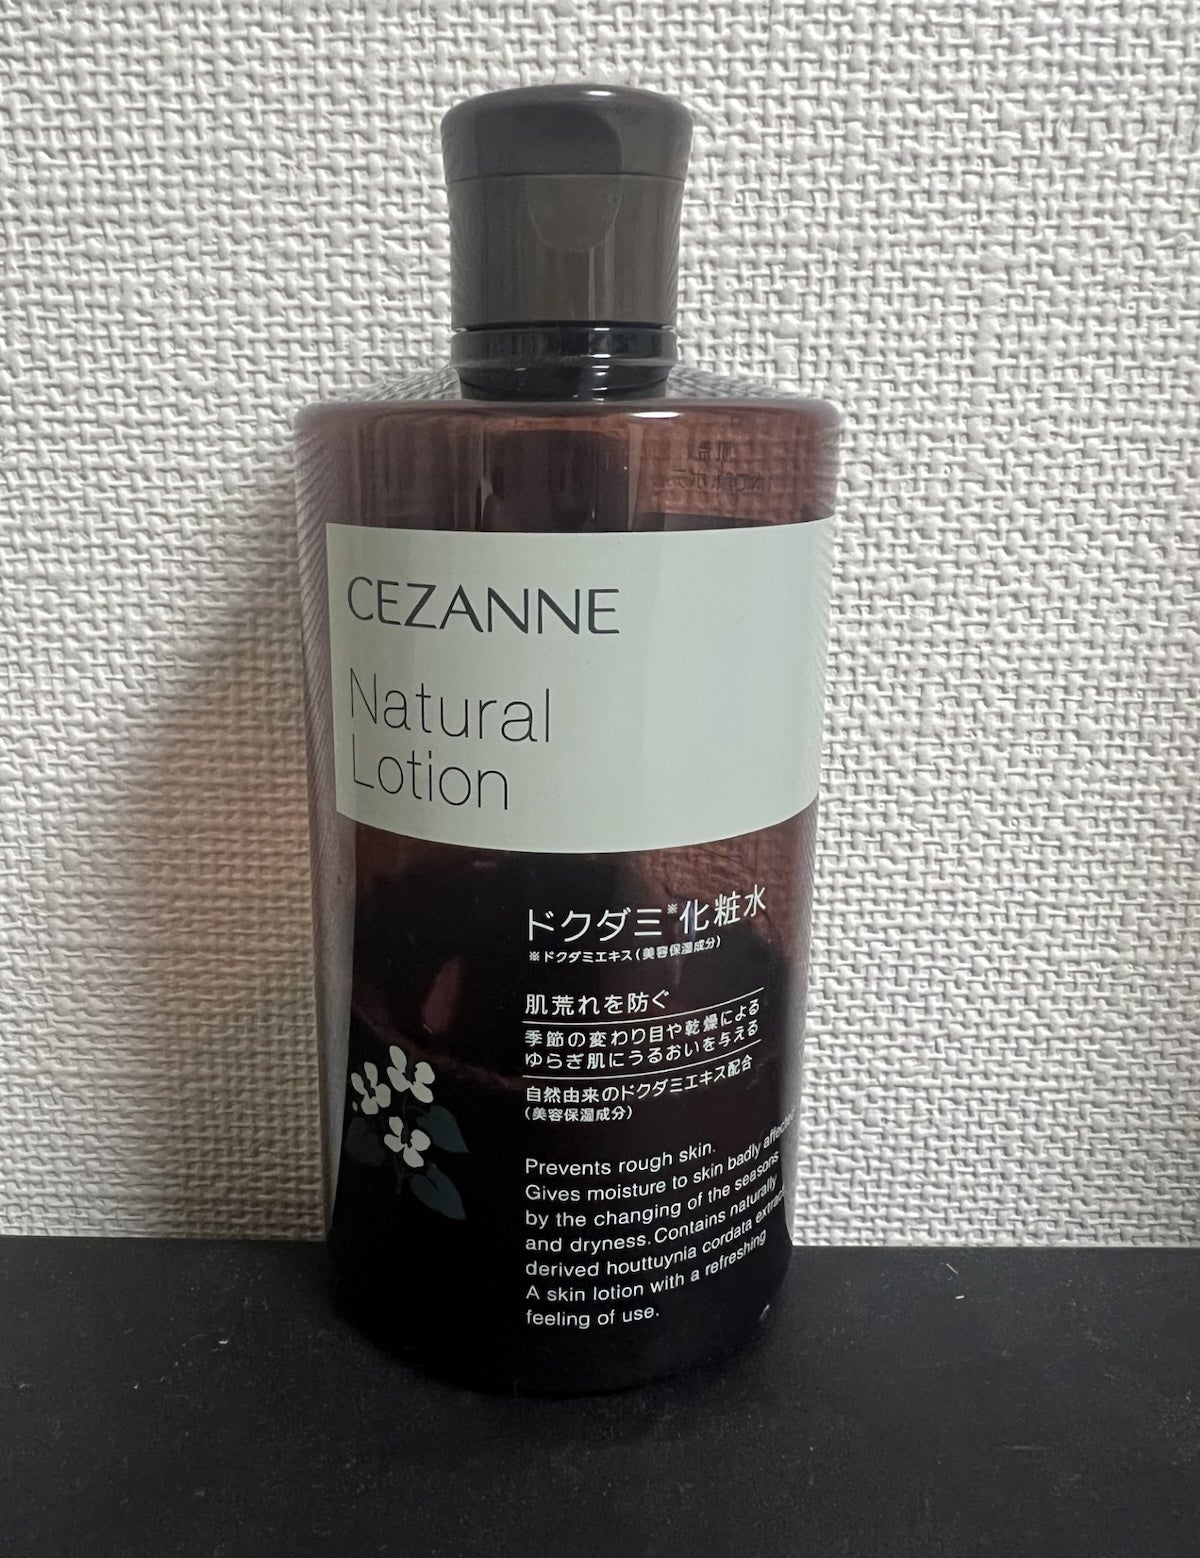 CEZANNE
Natural
Lotion
ドクダミ※化粧水
※ドクダミエキス(美容保湿成分)
肌荒れを防ぐ
季節の変わり目や乾燥による
ゆらぎ肌にうるおいを与える
自然由来のドクダミエキス配合
(美容保湿成分)
Prevents rough skin.
Gives moisture to skin badly affected
by the changing of the seasons
and dryness. Contains naturally
derived houttuynia cordata extract.
A skin lotion with a refreshing
feeling of use.